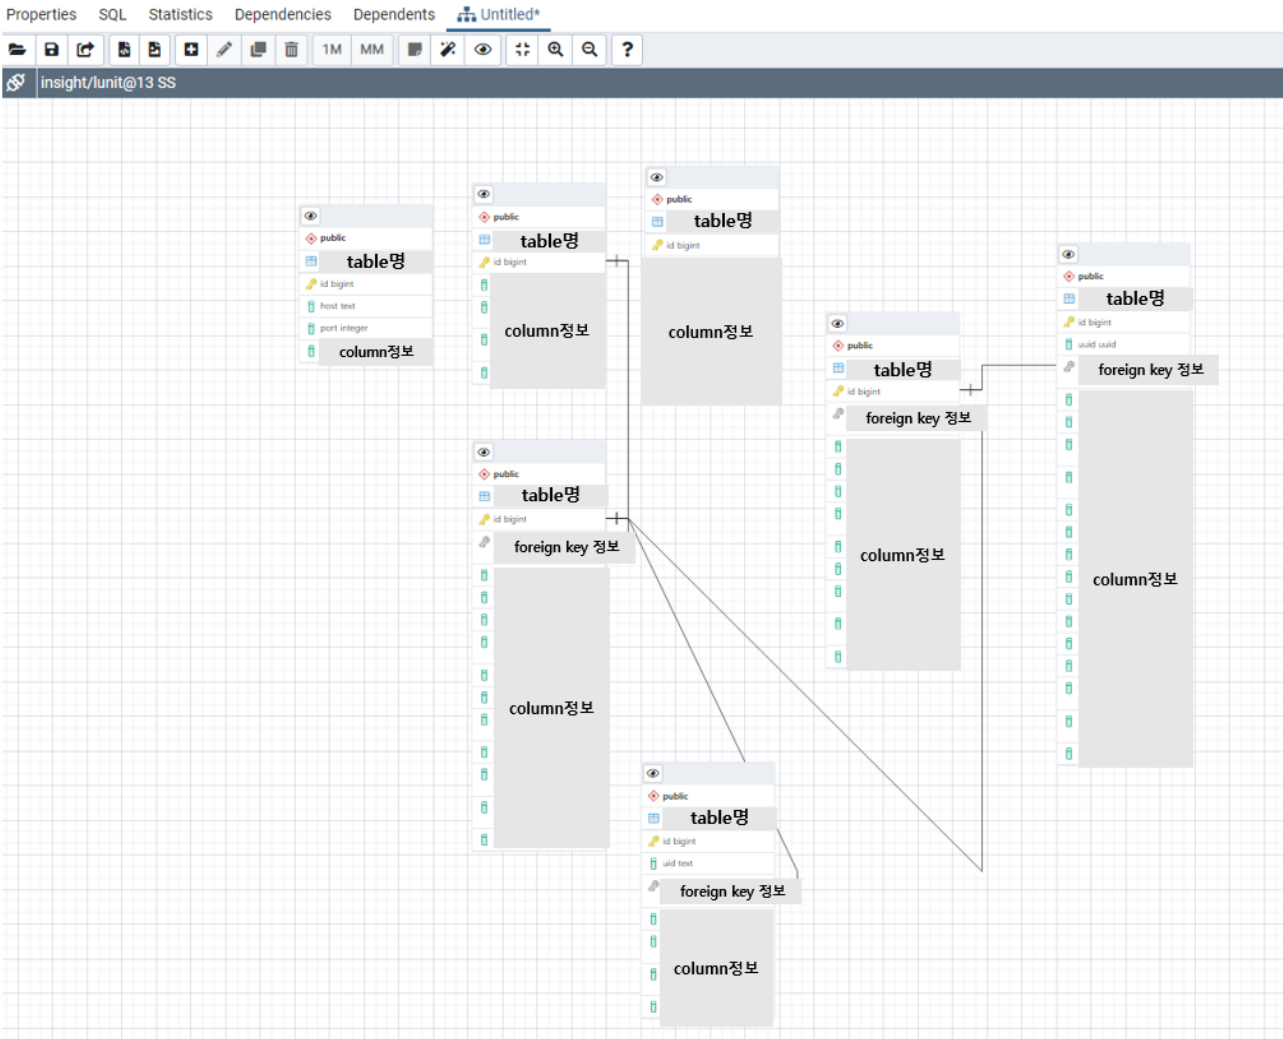 Properties SQL Statistics Dependencies Dependents Untitled*
1M MM ?
insight/lunit@13 SS
public
table명
id bigint
host text
port integer
column정보
public
table명
id bigint
column정보
public
table명
id bigint
column정보
public
table명
id bigint
foreign key 정보
column정보
public
table명
id bigint
uuid uuid
foreign key 정보
column정보
public
table명
id bigint
foreign key 정보
column정보
public
table명
id bigint
uid text
foreign key 정보
column정보